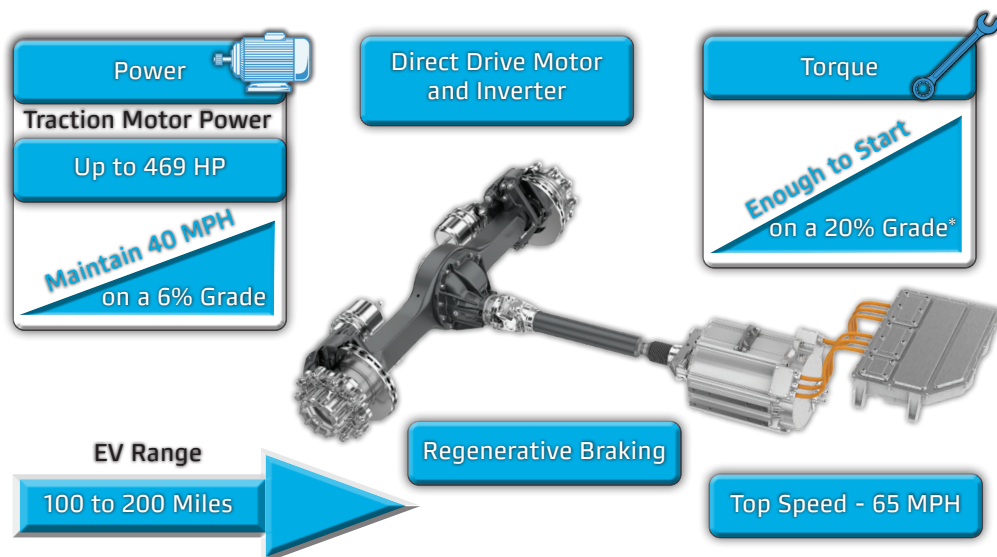 Power
Traction Motor Power
Up to 469 HP
Maintain 40 MPH
on a 6% Grade
Direct Drive Motor
and Inverter
Torque
Enough to Start
on a 20% Grade*
EV Range
100 to 200 Miles
Regenerative Braking
Top Speed - 65 MPH